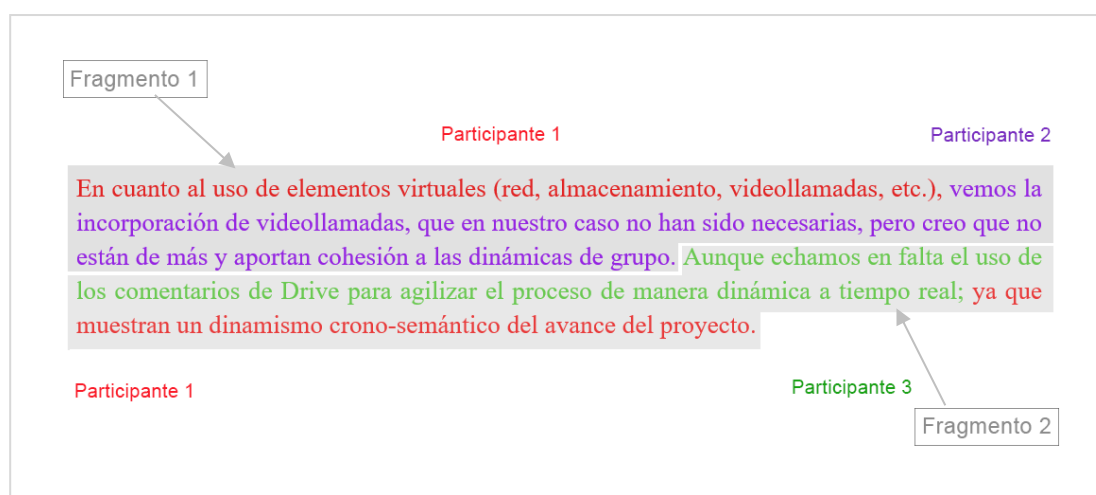 Fragmento 1
Participante 1
Participante 2
En cuanto al uso de elementos virtuales (red, almacenamiento, videollamadas, etc.), vemos la
incorporación de videollamadas, que en nuestro caso no han sido necesarias, pero creo que no
están de más y aportan cohesión a las dinámicas de grupo. Aunque echamos en falta el uso de
los comentarios de Drive para agilizar el proceso de manera dinámica a tiempo real; ya que
muestran un dinamismo crono-semántico del avance del proyecto.
Participante 1
Participante 3
Fragmento 2